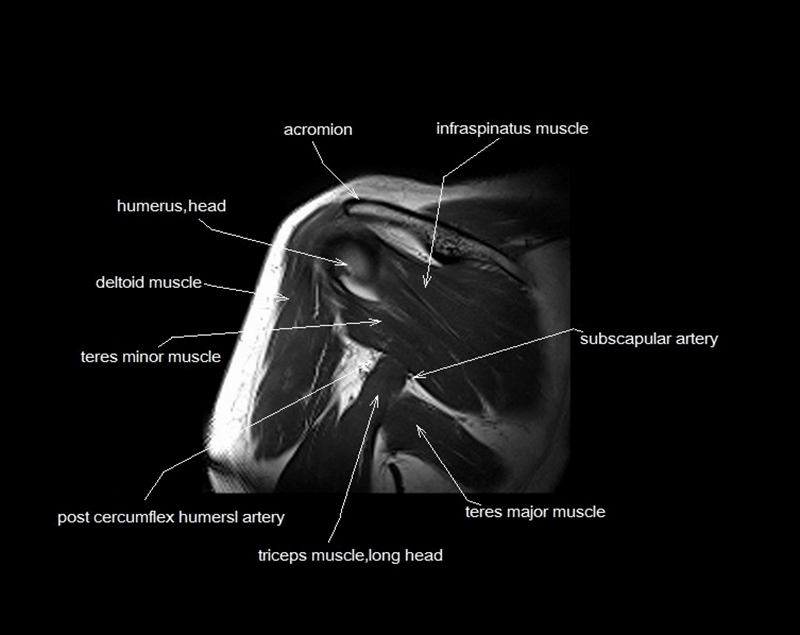 acromion
infraspinatus muscle
humerus,head
deltoid muscle
subscapular artery
teres minor muscle
teres major muscle
post cercumflex humersl artery
triceps muscle,long head